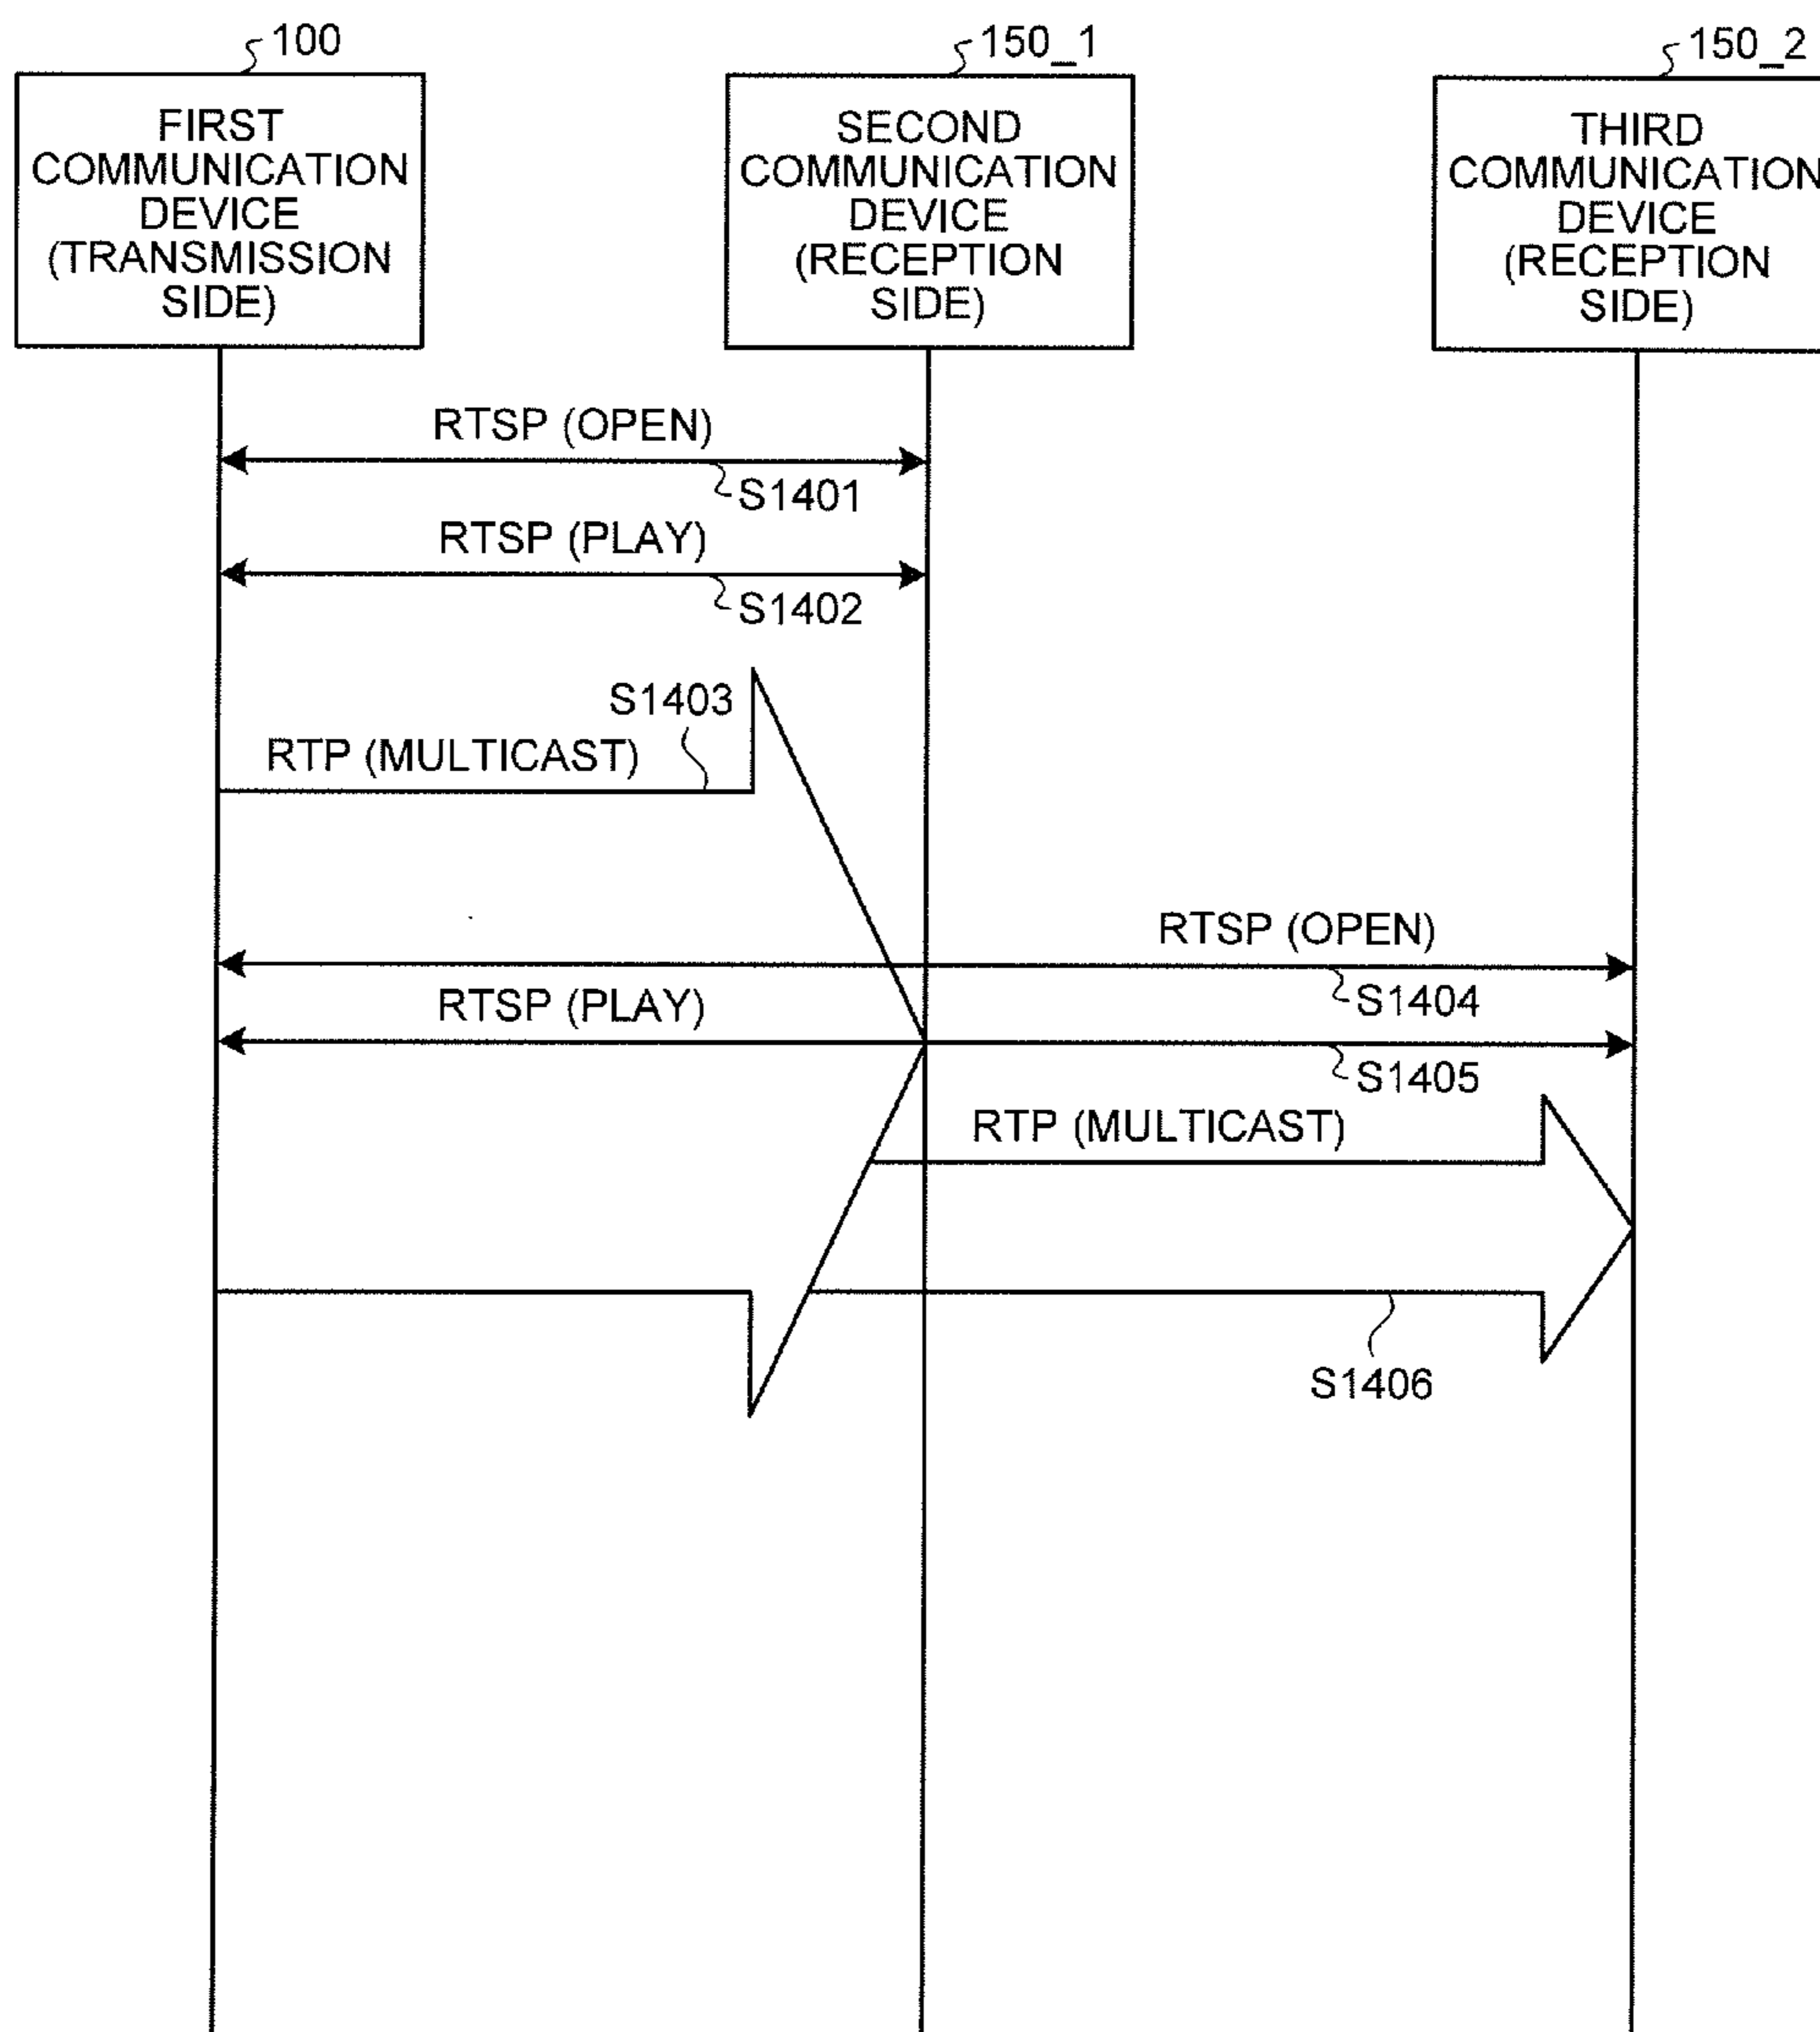 100
150_1
150_2
FIRST
COMMUNICATION
DEVICE
(TRANSMISSION
SIDE)
SECOND
COMMUNICATION
DEVICE
(RECEPTION
SIDE)
THIRD
COMMUNICATION
DEVICE
(RECEPTION
SIDE)
RTSP (OPEN)
S1401
RTSP (PLAY)
S1402
S1403
RTP (MULTICAST)
RTSP (OPEN)
S1404
RTSP (PLAY)
S1405
RTP (MULTICAST)
S1406